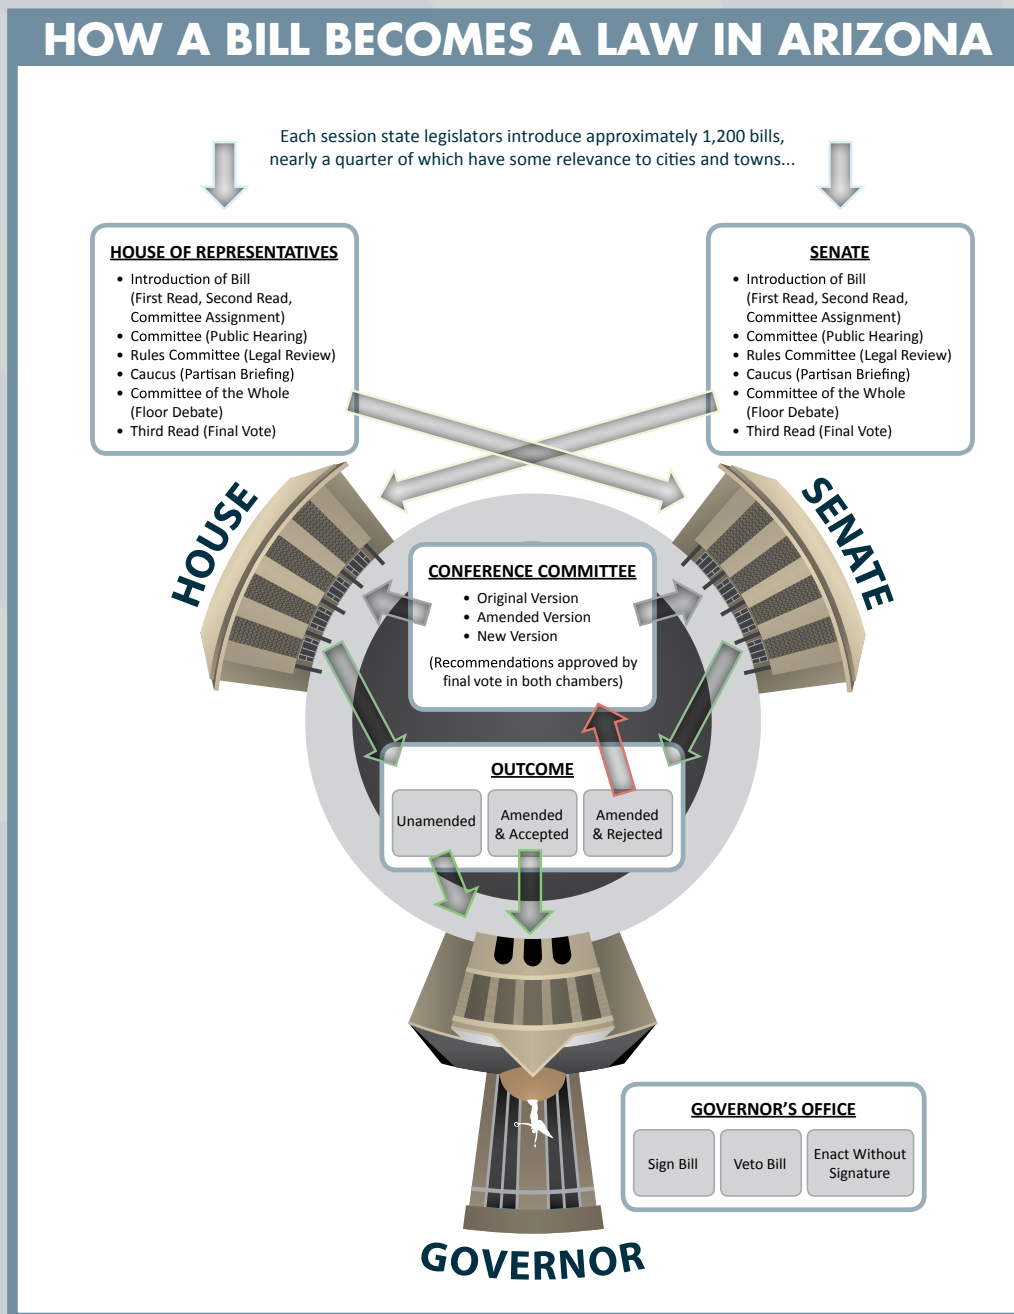 HOW A BILL BECOMES A LAW IN ARIZONA
Each session state legislators introduce approximately 1,200 bills,
nearly a quarter of which have some relevance to cities and towns...
HOUSE OF REPRESENTATIVES
• Introduction of Bill
(First Read, Second Read,
Committee Assignment)
• Committee (Public Hearing)
• Rules Committee (Legal Review)
• Caucus (Partisan Briefing)
• Committee of the Whole
(Floor Debate)
• Third Read (Final Vote)
SENATE
• Introduction of Bill
(First Read, Second Read,
Committee Assignment)
• Committee (Public Hearing)
• Rules Committee (Legal Review)
• Caucus (Partisan Briefing)
• Committee of the Whole
(Floor Debate)
• Third Read (Final Vote)
HOUSE
SENATE
CONFERENCE COMMITTEE
• Original Version
• Amended Version
• New Version
(Recommendations approved by
final vote in both chambers)
OUTCOME
Unamended
Amended
& Accepted
Amended
& Rejected
GOVERNOR'S OFFICE
Sign Bill
Veto Bill
Enact Without
Signature
GOVERNOR